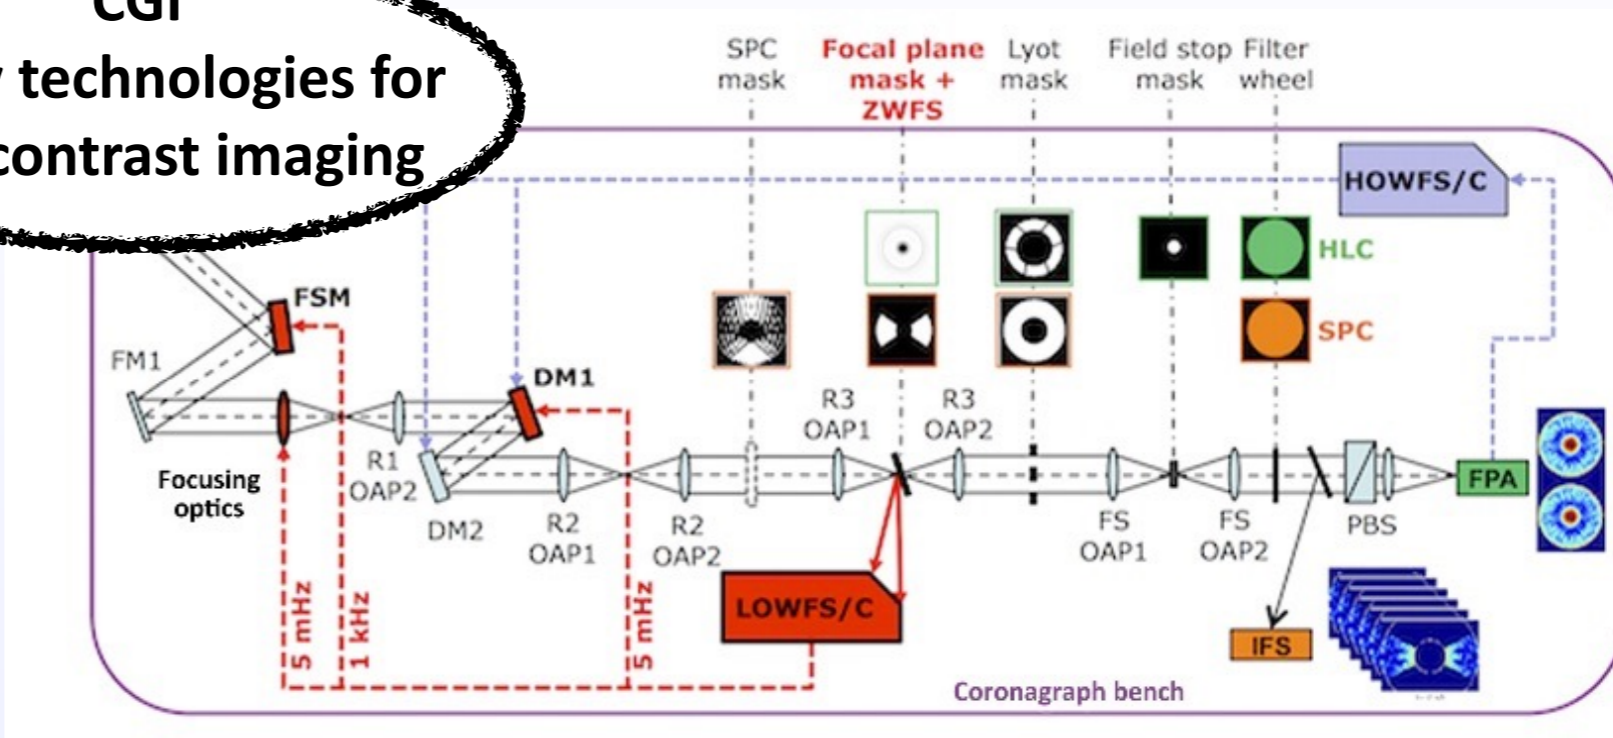 CGI
technologies for
contrast imaging
SPC
mask
Focal plane
mask +
ZWFS
Lyot
mask
Field stop
mask
Filter
wheel
HOWFS/C
HLC
SPC
FSM
FM1
DM1
R3
OAP1
R3
OAP2
Focusing
optics
R1
OAP2
DM2
R2
OAP1
R2
OAP2
FS
OAP1
FS
OAP2
PBS
FPA
5 mHz
1 kHz
5 mHz
LOWFS/C
IFS
Coronagraph bench